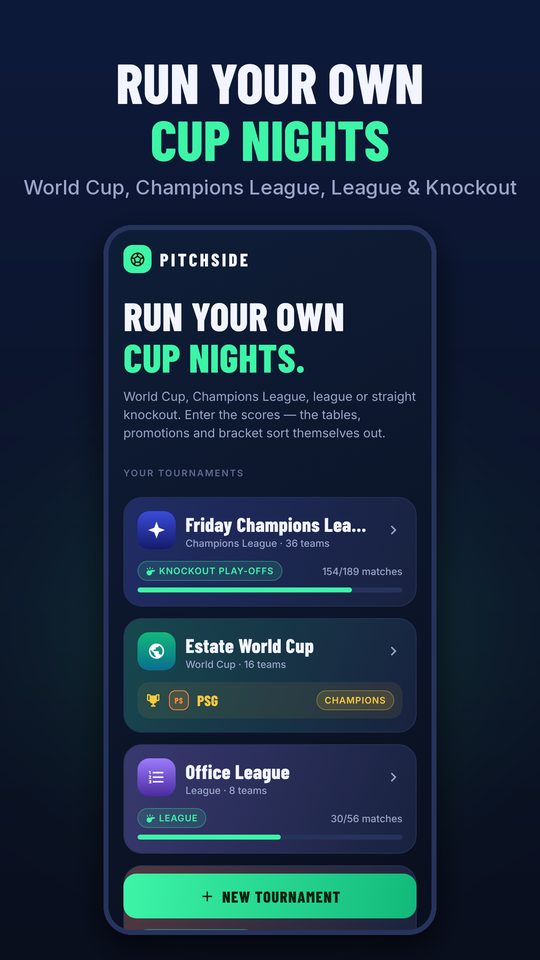 RUN YOUR OWN
CUP NIGHTS
World Cup, Champions League, League & Knockout
PITCHSIDE
RUN YOUR OWN
CUP NIGHTS.
World Cup, Champions League, league or straight
knockout. Enter the scores — the tables,
promotions and bracket sort themselves out.
YOUR TOURNAMENTS
Friday Champions Lea...
Champions League · 36 teams
KNOCKOUT PLAY-OFFS 154/189 matches
Estate World Cup
World Cup · 16 teams
PS PSG CHAMPIONS
Office League
League · 8 teams
LEAGUE 30/56 matches
+ NEW TOURNAMENT